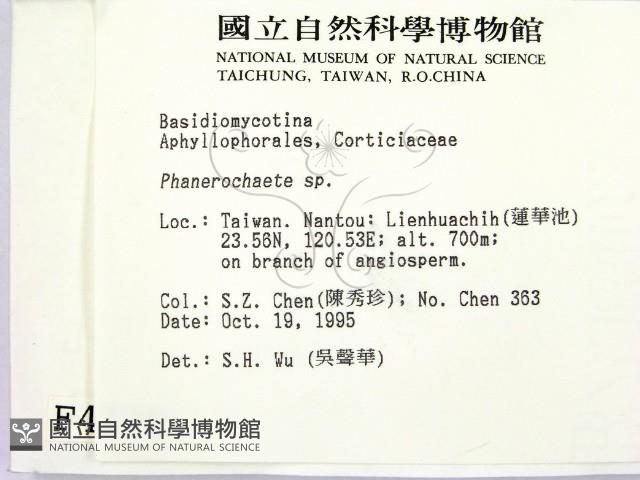 國立自然科學博物館
NATIONAL MUSEUM OF NATURAL SCIENCE
TAICHUNG, TAIWAN, R.O.CHINA
Basidiomycotina
Aphyllophorales, Corticiaceae
Phanerochaete sp.
Loc.: Taiwan. Nantou: Lienhuachih(蓮華池)
23.56N, 120.53E; alt. 700m;
on branch of angiosperm.
Col.: S.Z. Chen(陳秀珍); No. Chen 363
Date: Oct. 19, 1995
Det.: S.H. Wu (吳聲華)
F4
國立自然科學博物館
NATIONAL MUSEUM OF NATURAL SCIENCE